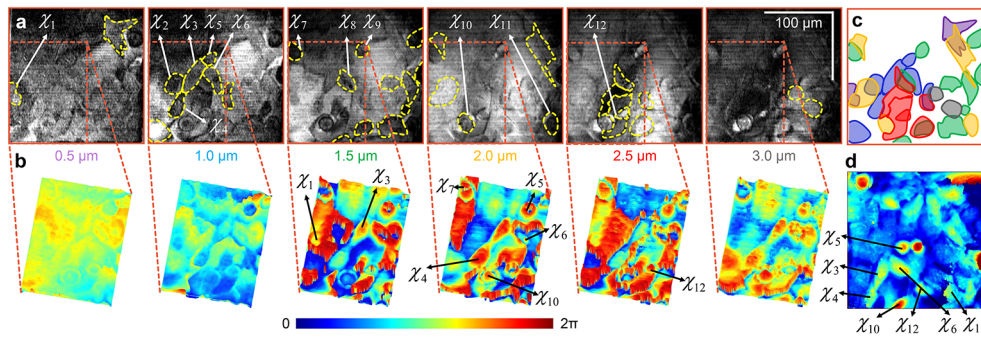 a χ1 χ2 χ3 χ5 χ6 χ7 χ8 χ9 χ10 χ11 χ12 100 μm c
χ
0.5 μm 1.0 μm 1.5 μm 2.0 μm 2.5 μm 3.0 μm
b d
χ1 χ3 χ7 χ5
χ6 χ5
χ4 χ12 χ3
χ10 χ4
0 2π χ10 χ12 χ6 χ1